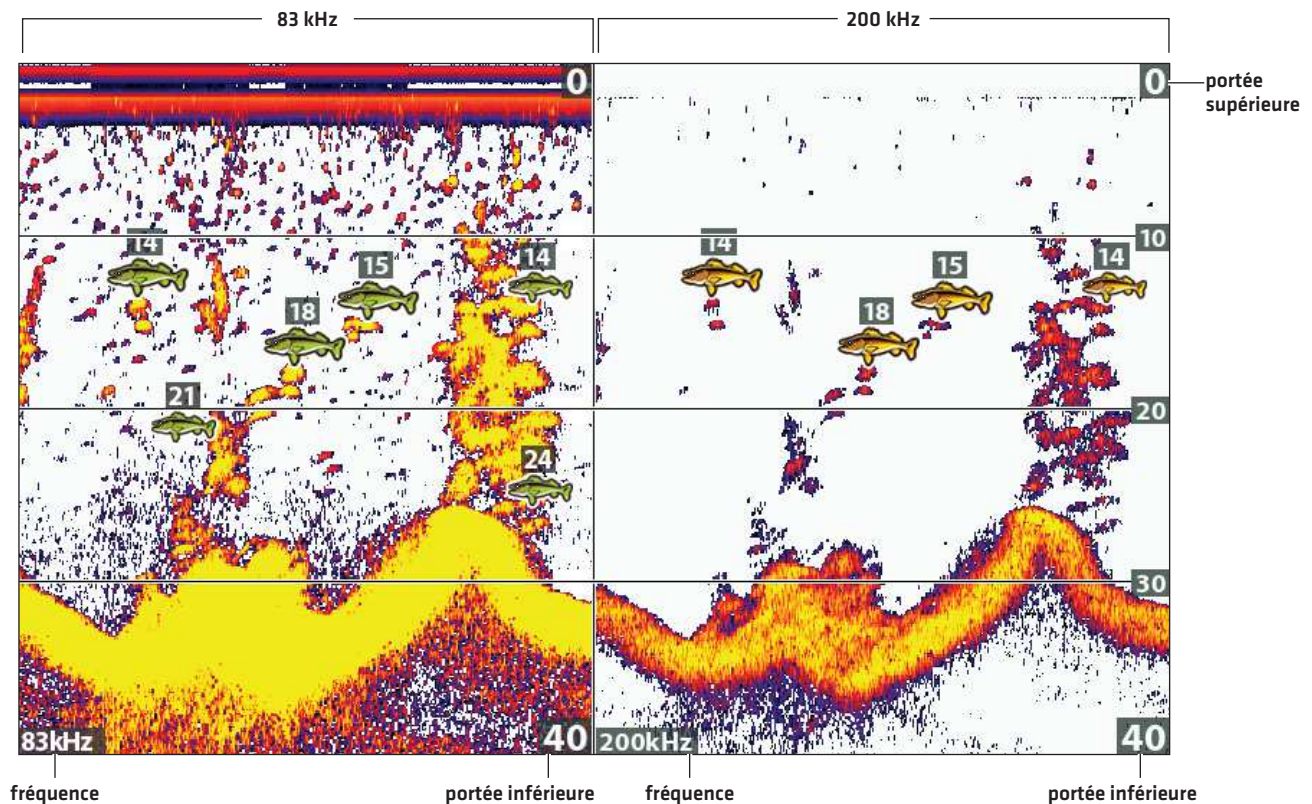 83 kHz
200 kHz
0
0
portée
supérieure
10
14
15
14
14
15
14
18
18
20
21
24
30
83kHz
40
200kHz
40
fréquence
portée inférieure
fréquence
portée inférieure